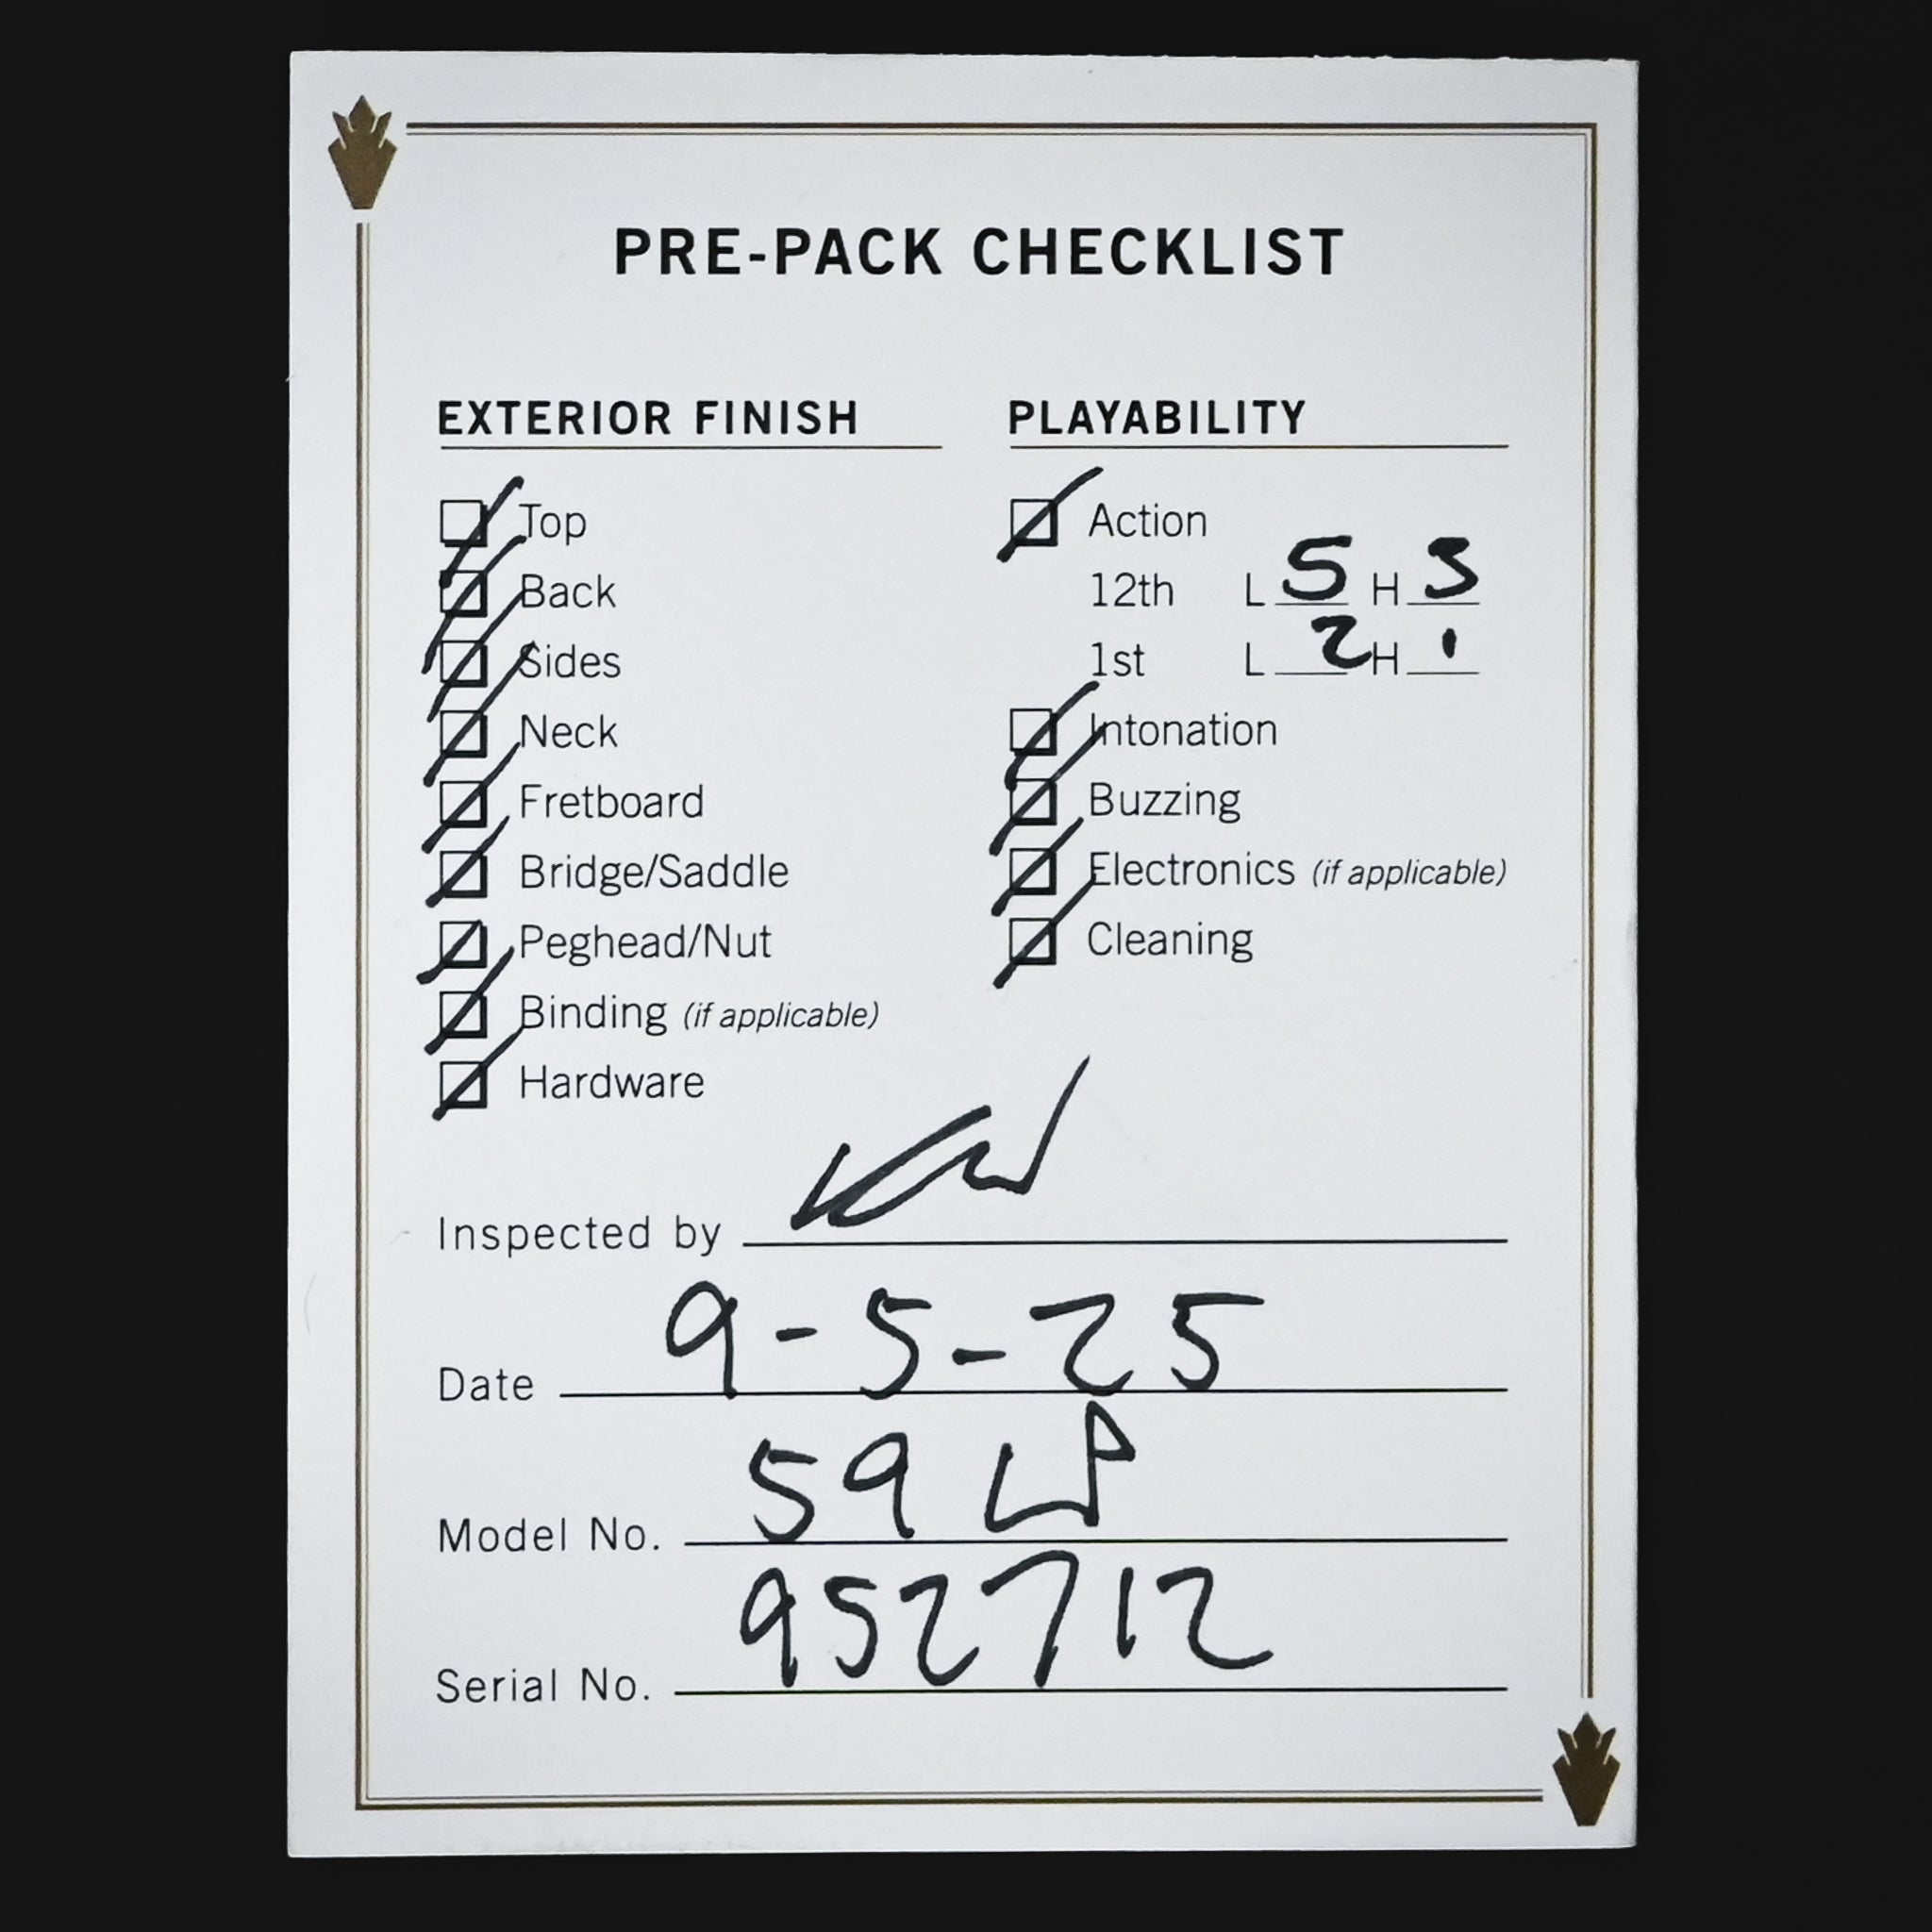 PRE-PACK CHECKLIST
EXTERIOR FINISH
Top
Back
Sides
Neck
Fretboard
Bridge/Saddle
Peghead/Nut
Binding (if applicable)
Hardware
PLAYABILITY
Action
12th L 5 H 3
1st L 2 H 1
Intonation
Buzzing
Electronics (if applicable)
Cleaning
Inspected by
Date 9-5-25
Model No. 59 LP
Serial No. 952712